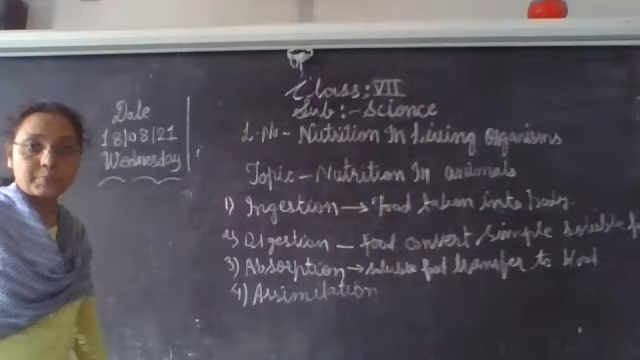 Class: VII
Sub:- Science
Date
18/08/21
Wednesday
L.No- Nutrition In Living Organisms
Topic - Nutrition In animals
1) Ingestion → food taken into body.
2) Digestion - Food convert simple soluble
3) Absorption → soluble food transfer to blood
4) Assimilation